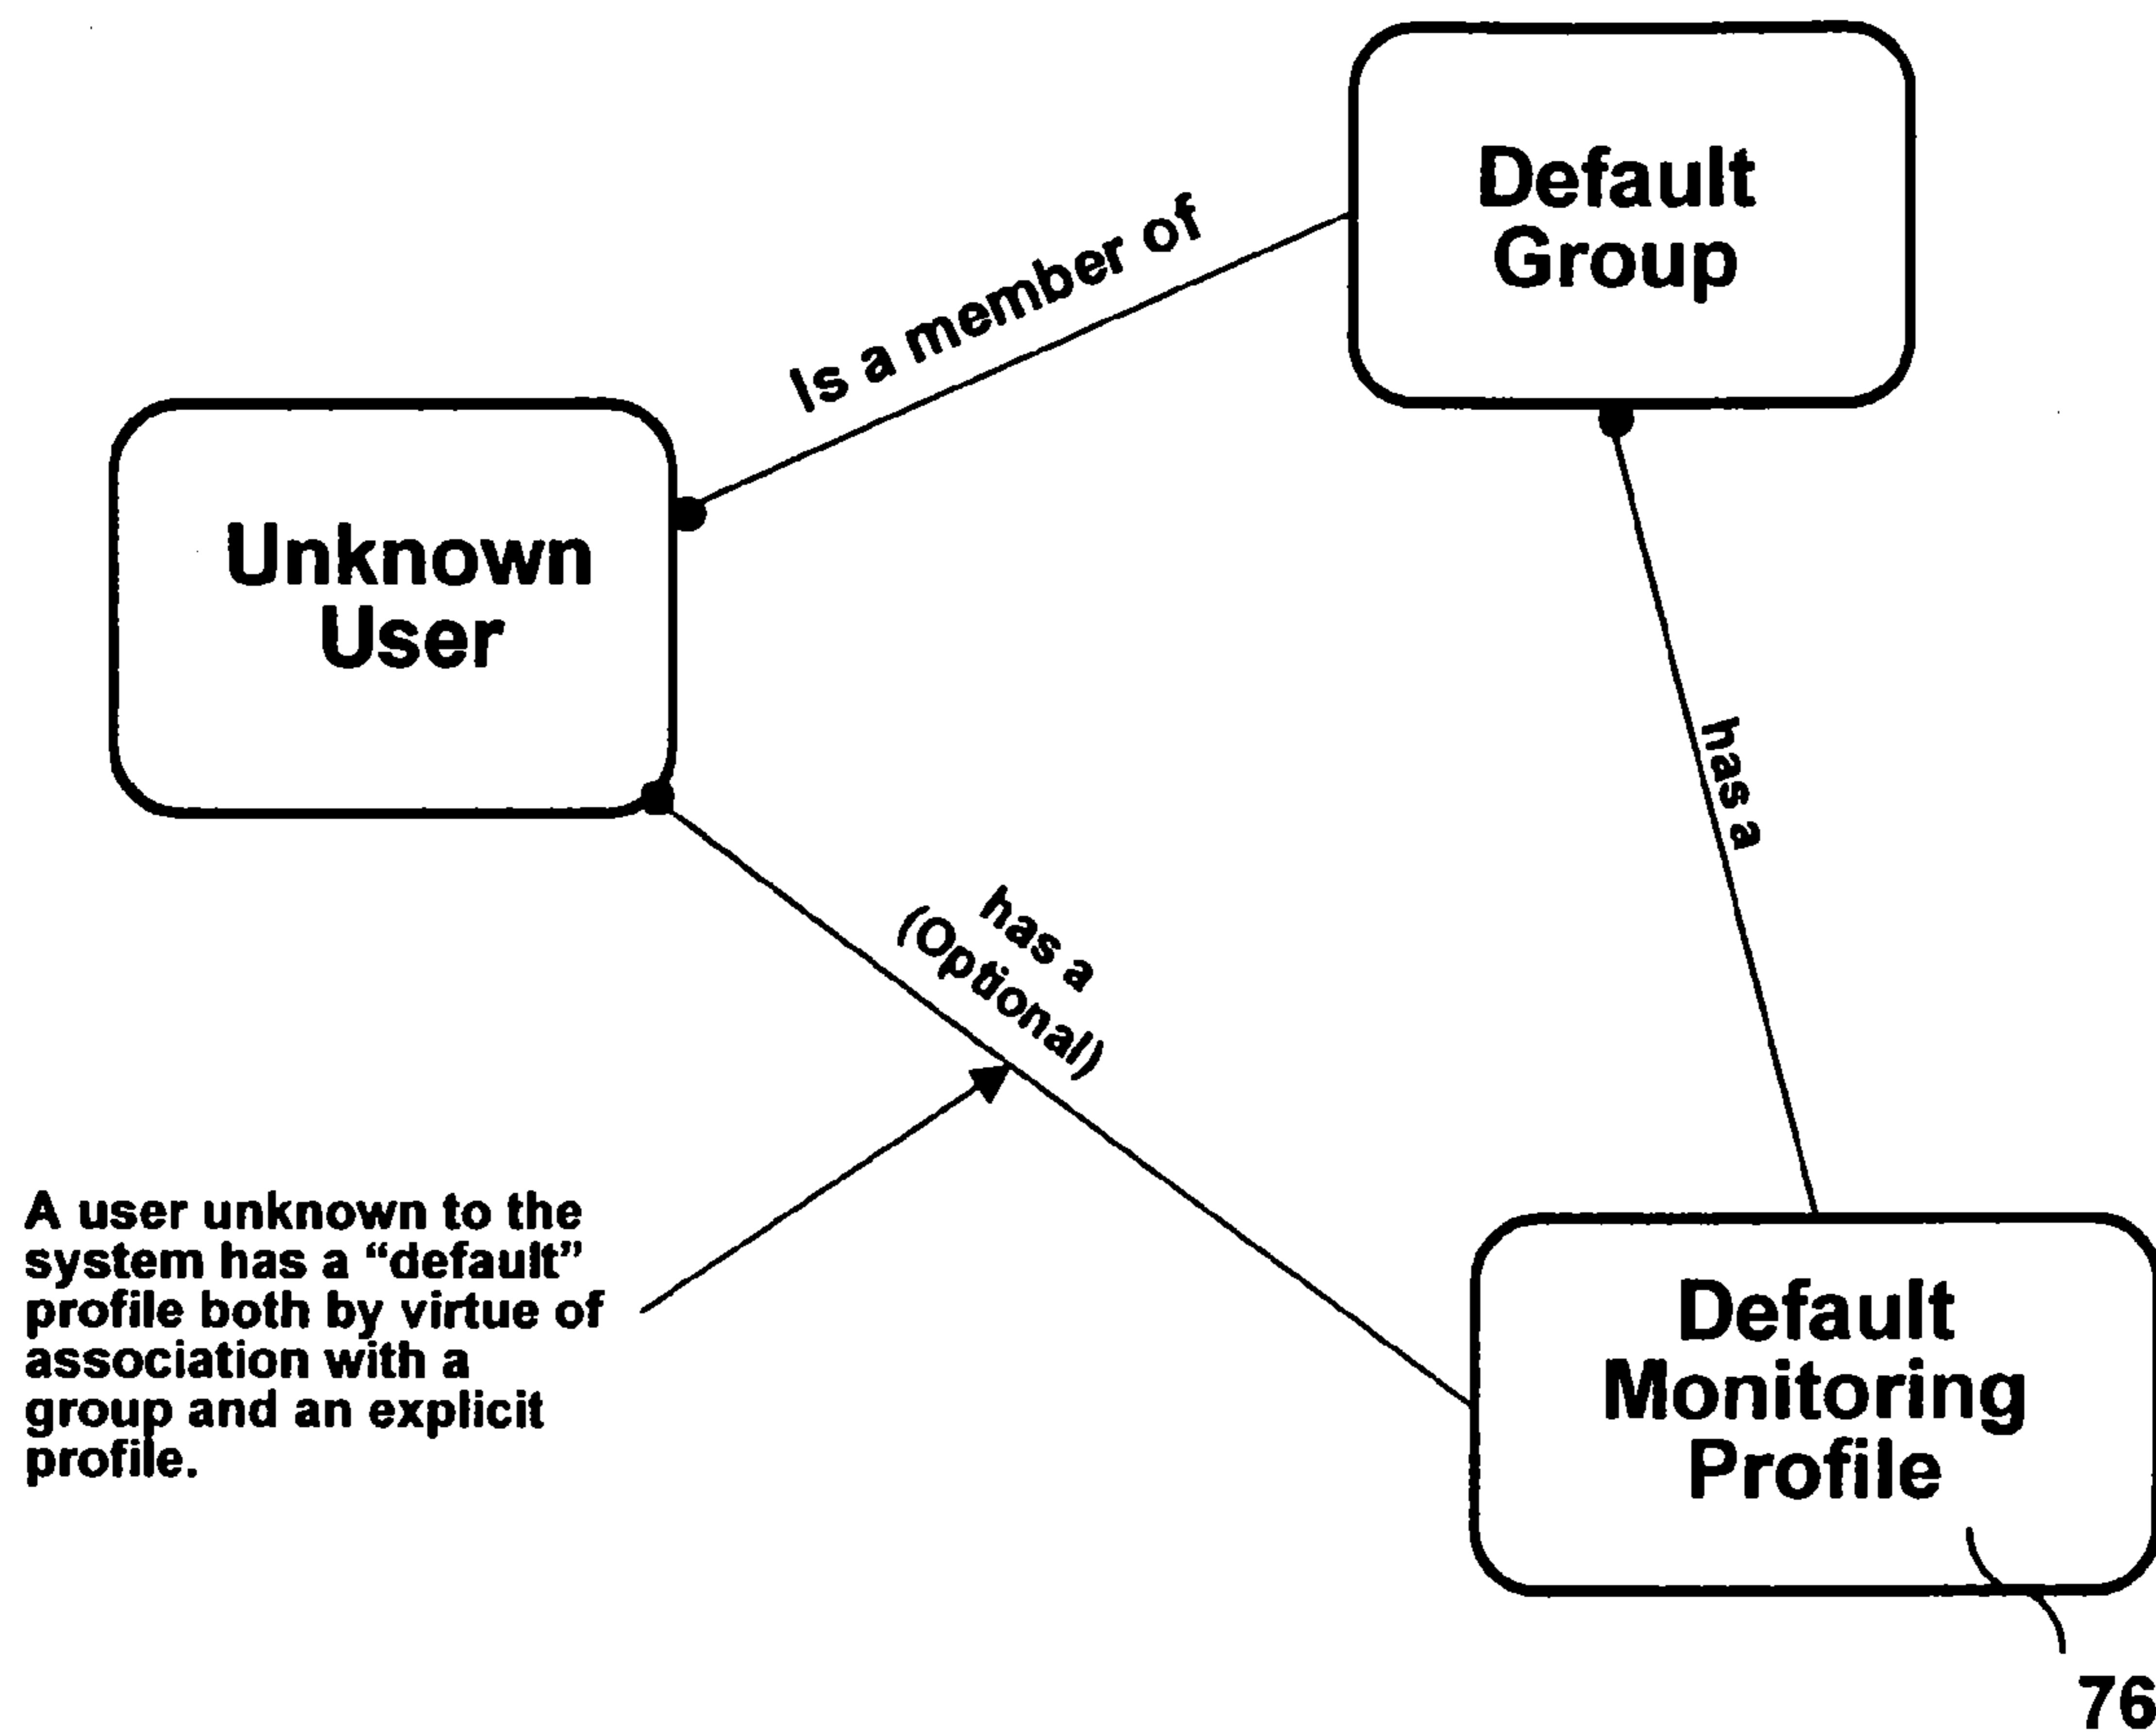 Default
Group
Is a member of
Unknown
User
has a
has a
(Optional)
A user unknown to the
system has a “default”
profile both by virtue of
association with a
group and an explicit
profile.
Default
Monitoring
Profile
76